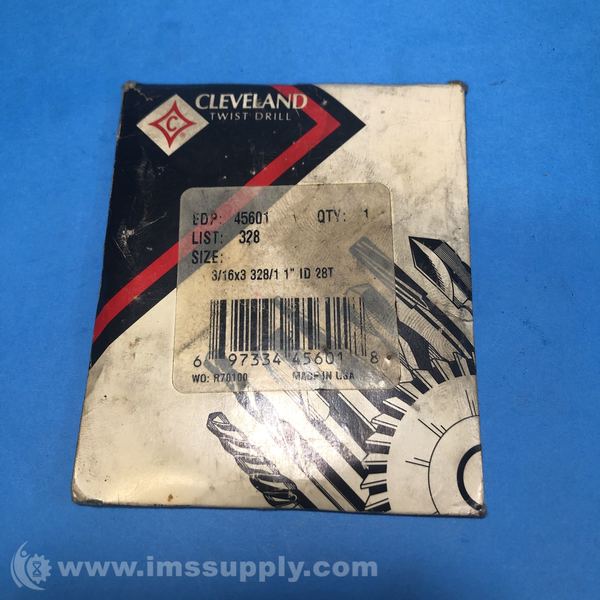 CLEVELAND
TWIST DRILL
C
EDP: 45601 QTY: 1
LIST: 328
SIZE:
3/16x3 328/1 1" ID 28T
6 97334 45601 8
WO: R70100 MADE IN USA
www.imssupply.com